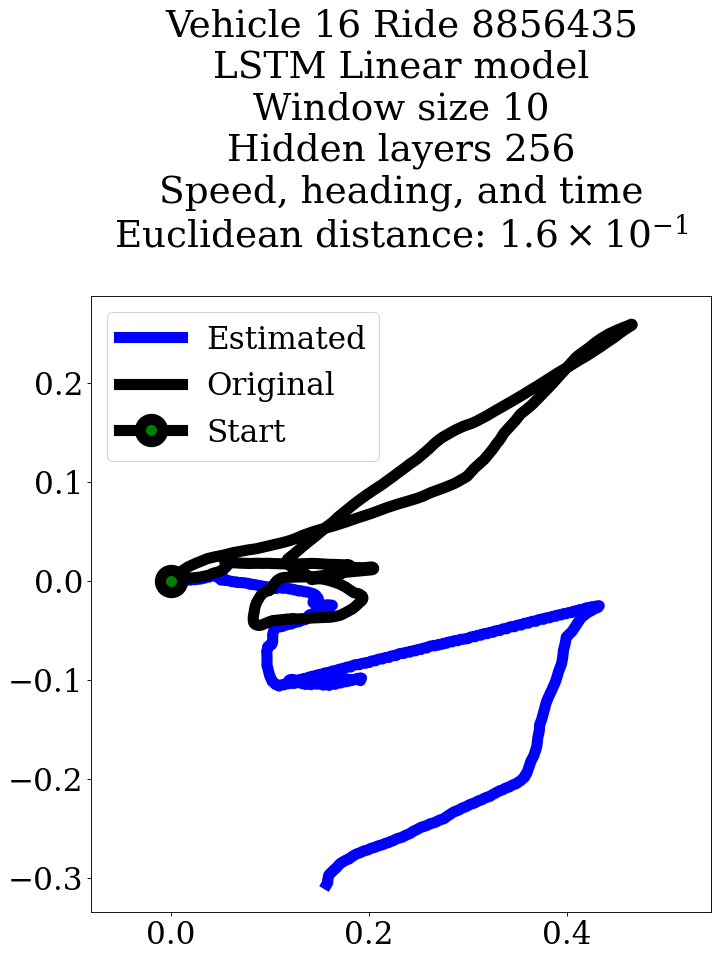 Vehicle 16 Ride 8856435
LSTM Linear model
Window size 10
Hidden layers 256
Speed, heading, and time
Euclidean distance: 1.6 × 10⁻¹
Estimated
Original
Start
0.2
0.1
0.0
−0.1
−0.2
−0.3
0.0 0.2 0.4